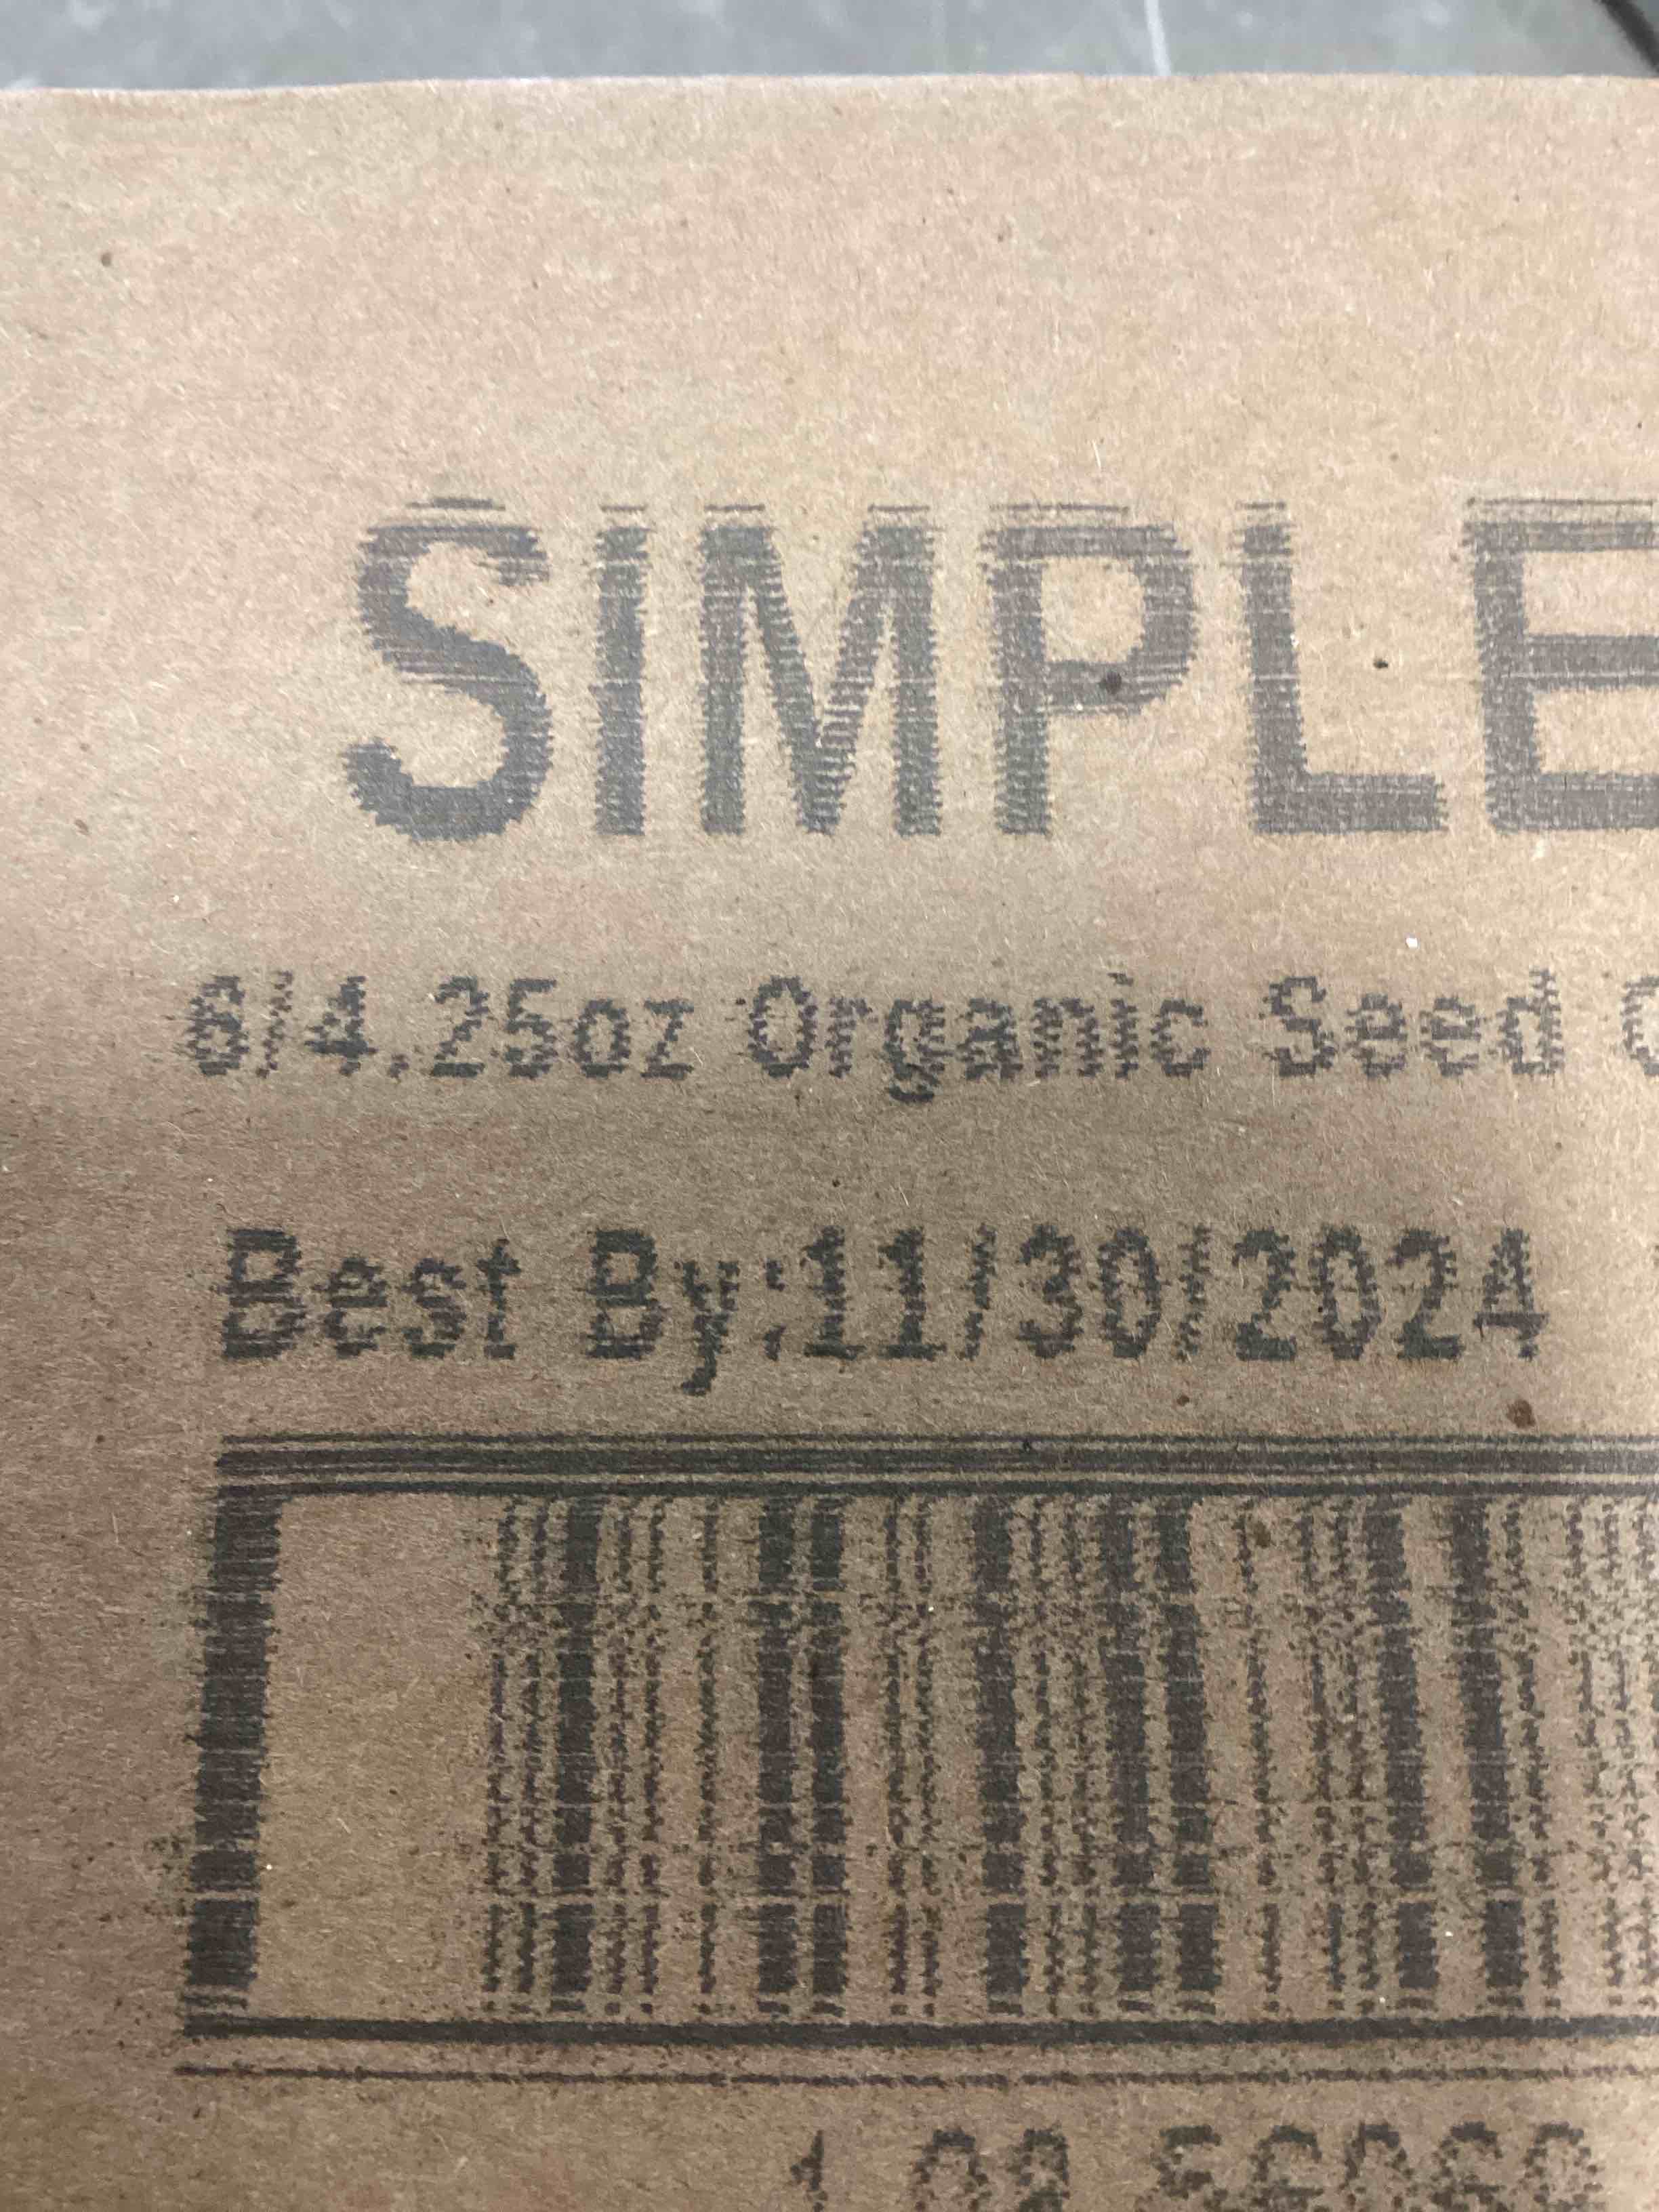 SIMPLE
6/4.25oz Organic Seed
Best By:11/30/2024